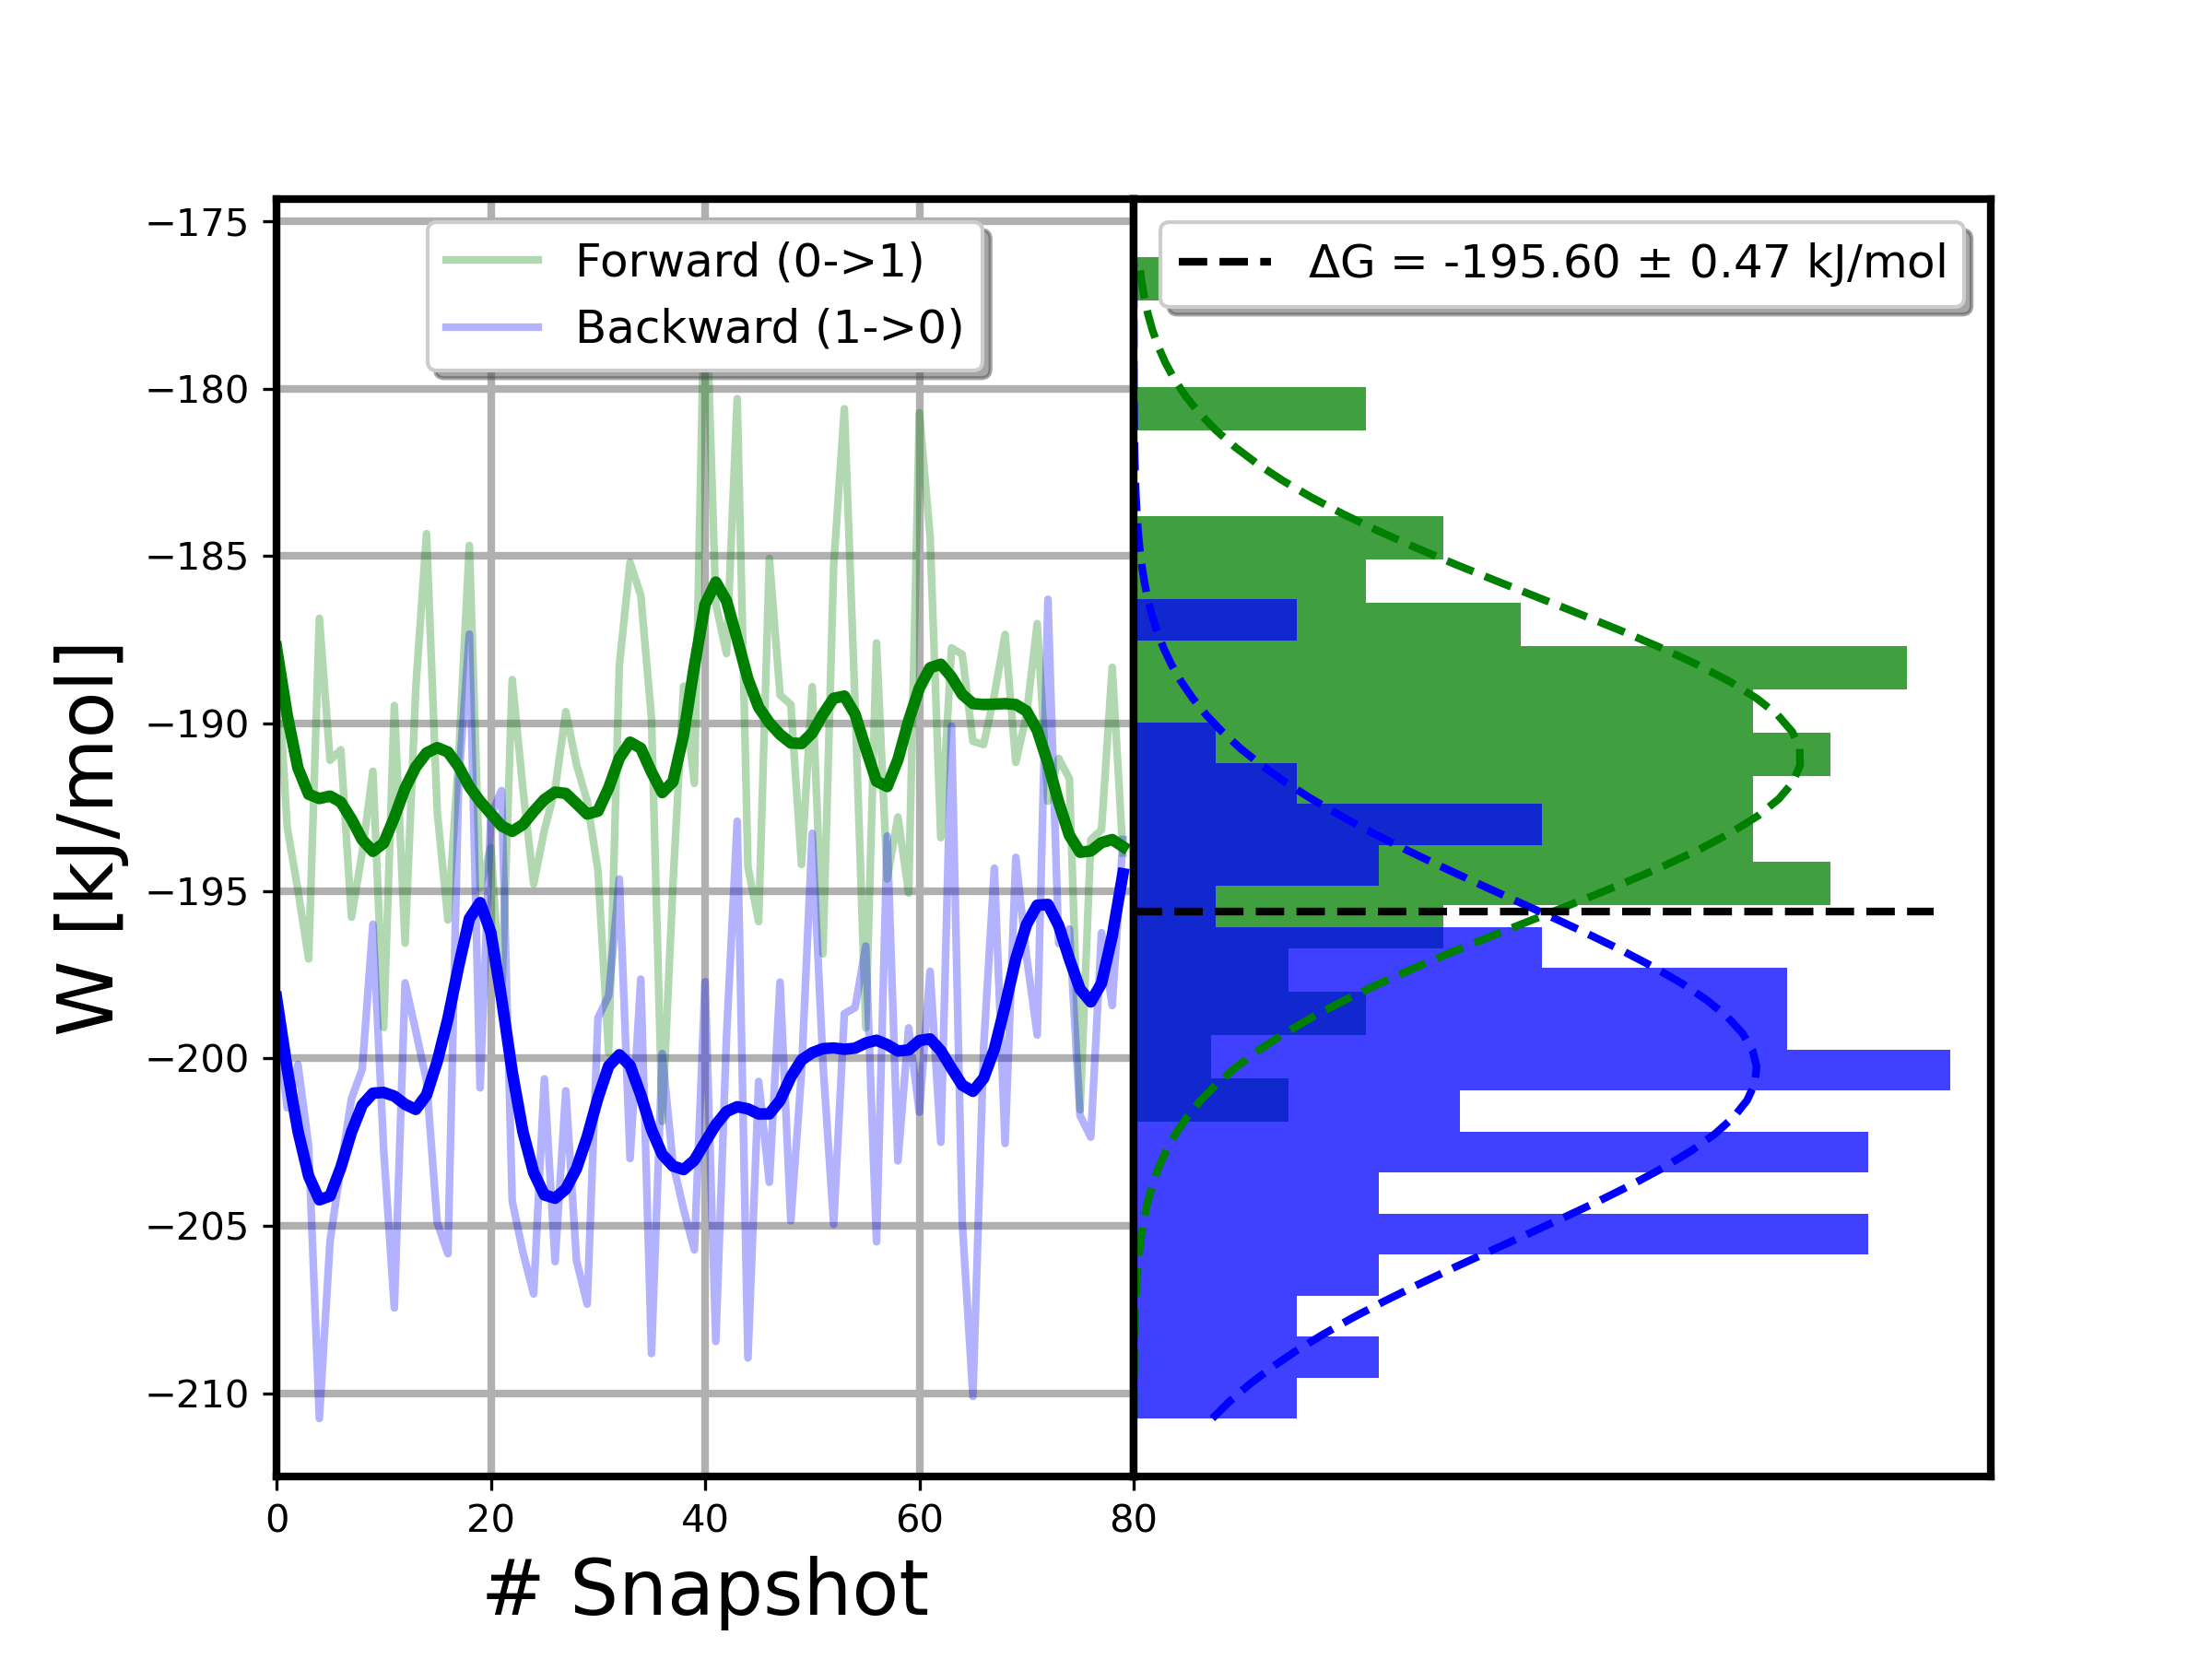 W [kJ/mol]
−175
−180
−185
−190
−195
−200
−205
−210
Forward (0->1)
Backward (1->0)
ΔG = -195.60 ± 0.47 kJ/mol
0 20 40 60 80
# Snapshot